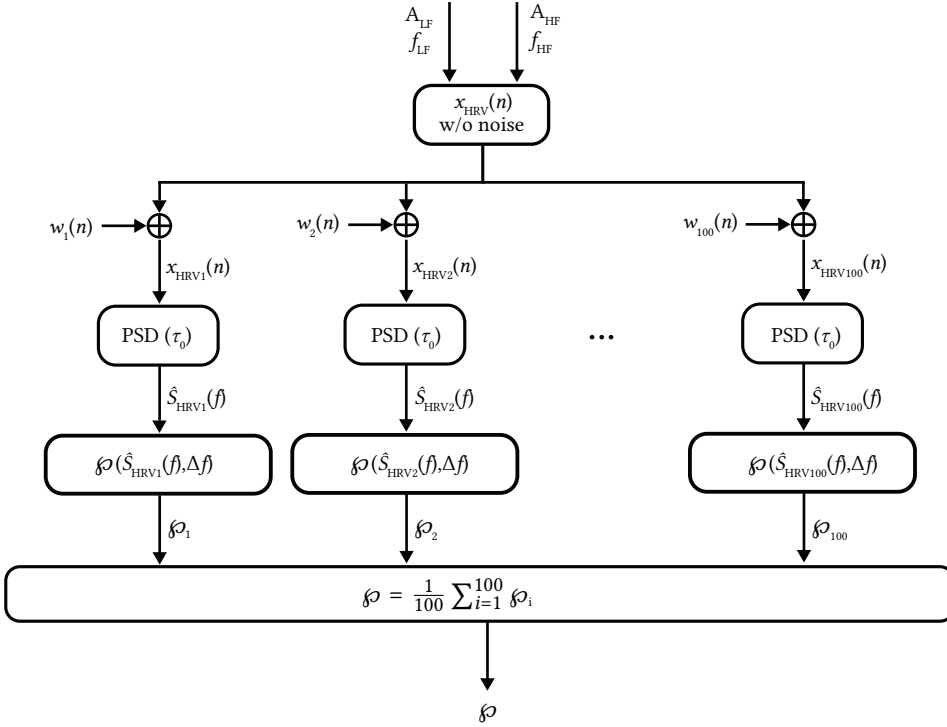 A_LF A_HF
f_LF f_HF
x_HRV(n)
w/o noise
w_1(n) w_2(n) w_100(n)
x_HRV1(n) x_HRV2(n) x_HRV100(n)
PSD (τ_0) PSD (τ_0) ... PSD (τ_0)
Ŝ_HRV1(f) Ŝ_HRV2(f) Ŝ_HRV100(f)
℘(Ŝ_HRV1(f),Δf) ℘(Ŝ_HRV2(f),Δf) ℘(Ŝ_HRV100(f),Δf)
℘_1 ℘_2 ℘_100
℘ = 1/100 ∑_{i=1}^{100} ℘_i
℘